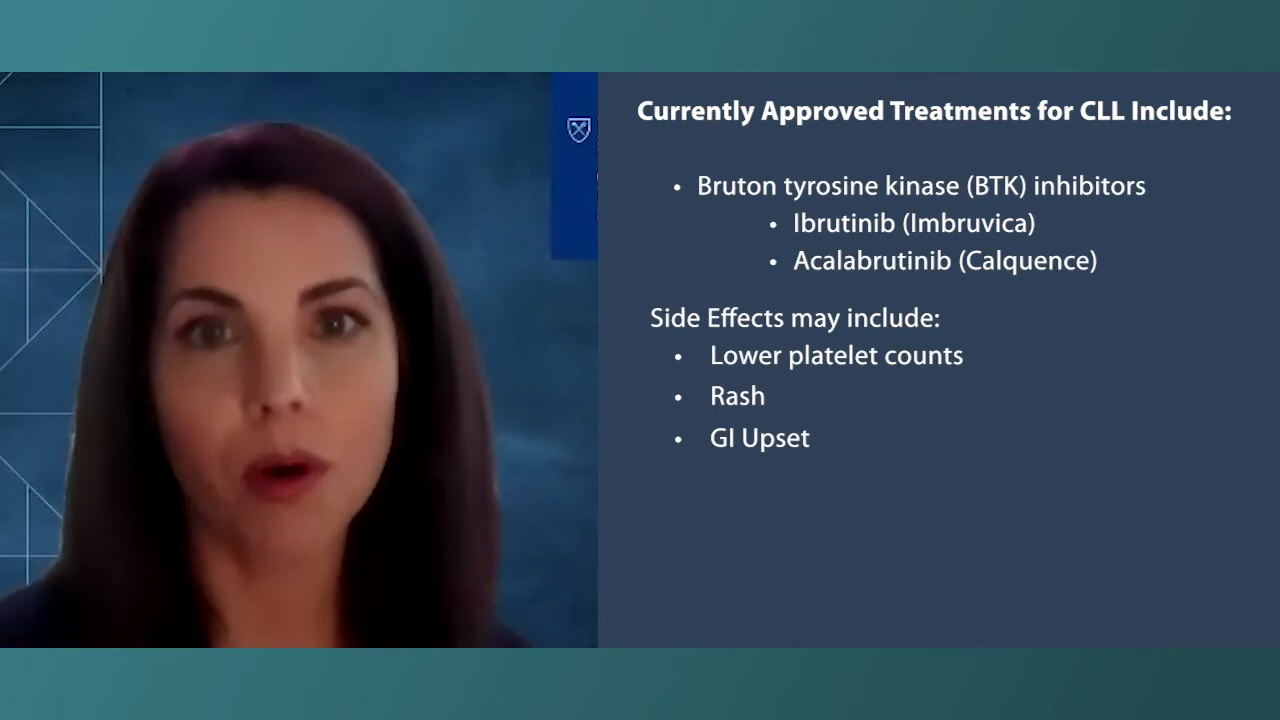 Currently Approved Treatments for CLL Include:
• Bruton tyrosine kinase (BTK) inhibitors
• Ibrutinib (Imbruvica)
• Acalabrutinib (Calquence)
Side Effects may include:
• Lower platelet counts
• Rash
• GI Upset